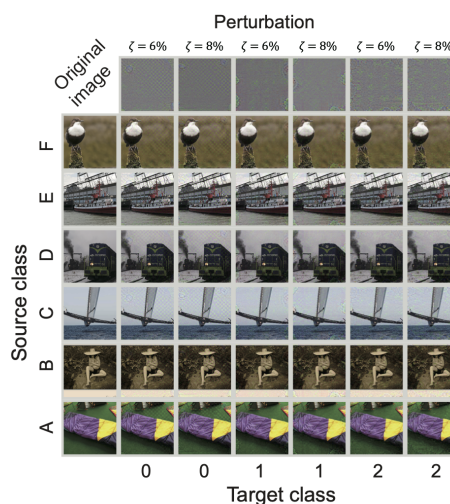 Perturbation
ζ = 6% ζ = 8% ζ = 6% ζ = 8% ζ = 6% ζ = 8%
Original
image
F
E
D
C
B
A
Source class
0 0 1 1 2 2
Target class